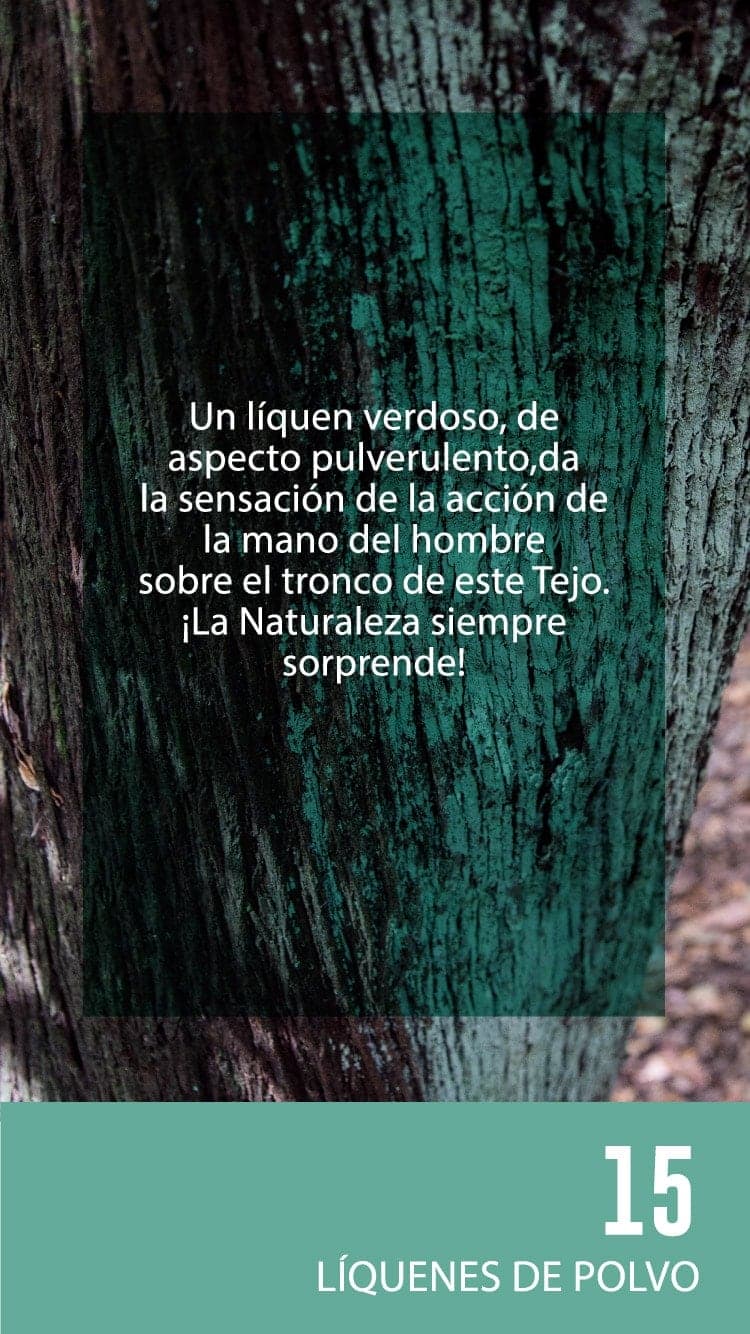 Un líquen verdoso, de
aspecto pulverulento,da
la sensación de la acción de
la mano del hombre
sobre el tronco de este Tejo.
¡La Naturaleza siempre
sorprende!
15
LÍQUENES DE POLVO